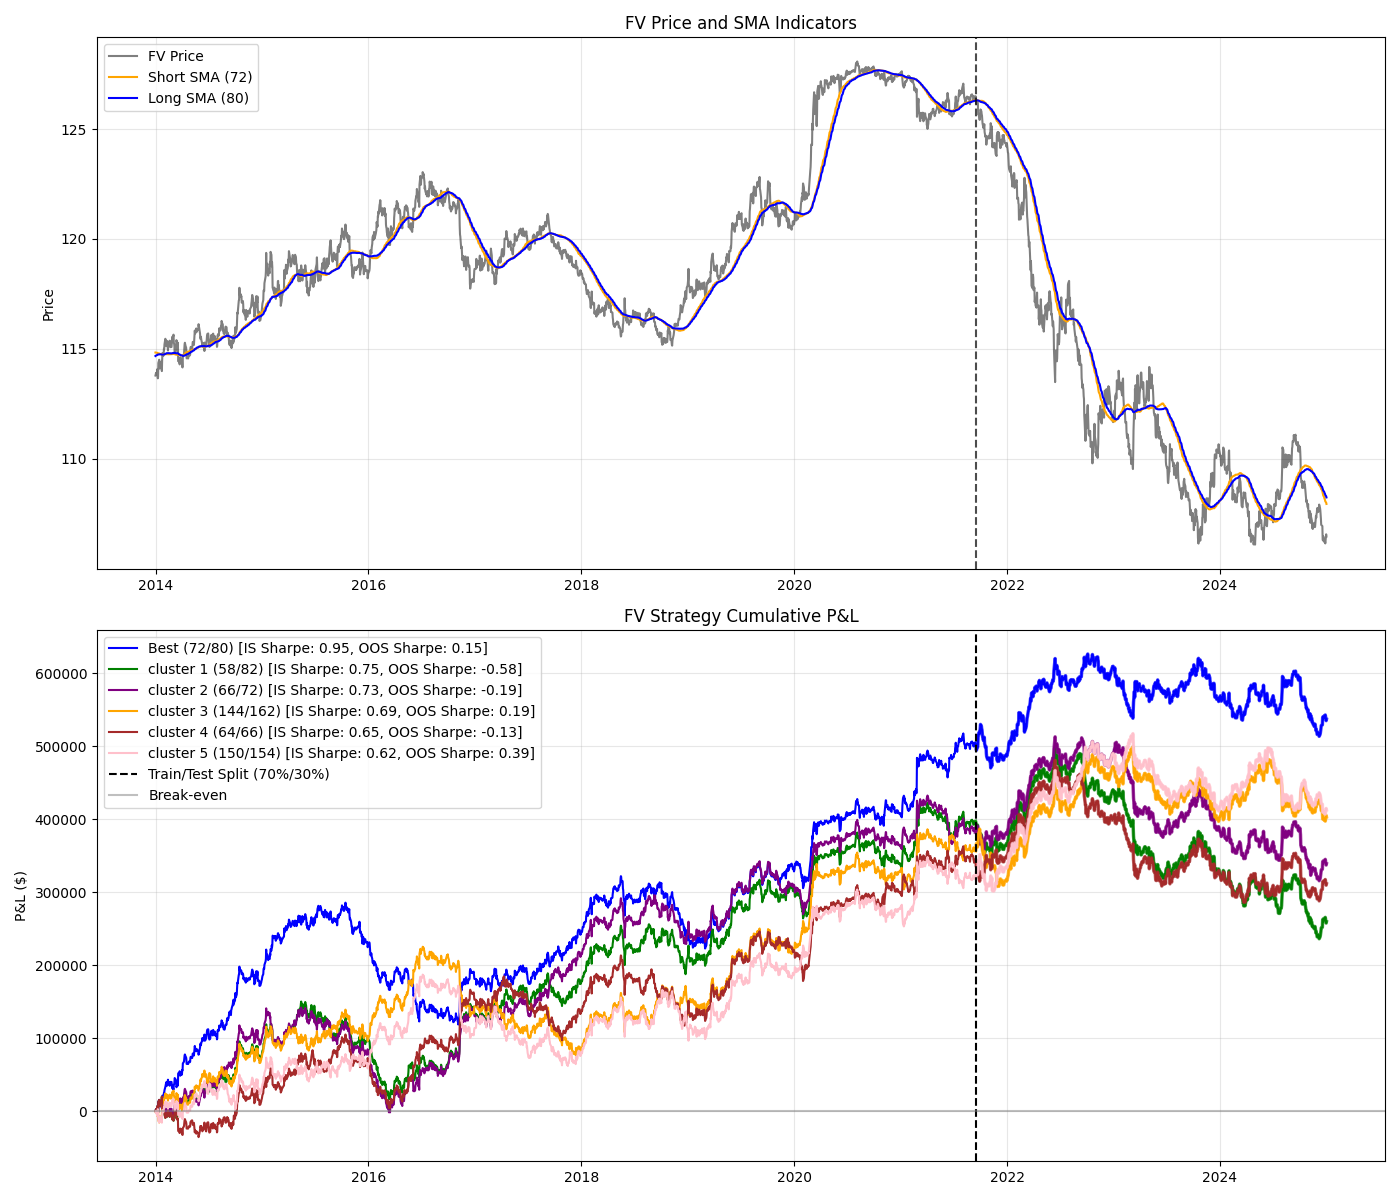 FV Price and SMA Indicators
FV Price
Short SMA (72)
Long SMA (80)
Price
125
120
115
110
2014
2016
2018
2020
2022
2024
FV Strategy Cumulative P&L
Best (72/80) [IS Sharpe: 0.95, OOS Sharpe: 0.15]
cluster 1 (58/82) [IS Sharpe: 0.75, OOS Sharpe: -0.58]
cluster 2 (66/72) [IS Sharpe: 0.73, OOS Sharpe: -0.19]
cluster 3 (144/162) [IS Sharpe: 0.69, OOS Sharpe: 0.19]
cluster 4 (64/66) [IS Sharpe: 0.65, OOS Sharpe: -0.13]
cluster 5 (150/154) [IS Sharpe: 0.62, OOS Sharpe: 0.39]
Train/Test Split (70%/30%)
Break-even
P&L ($)
600000
500000
400000
300000
200000
100000
0
2014
2016
2018
2020
2022
2024